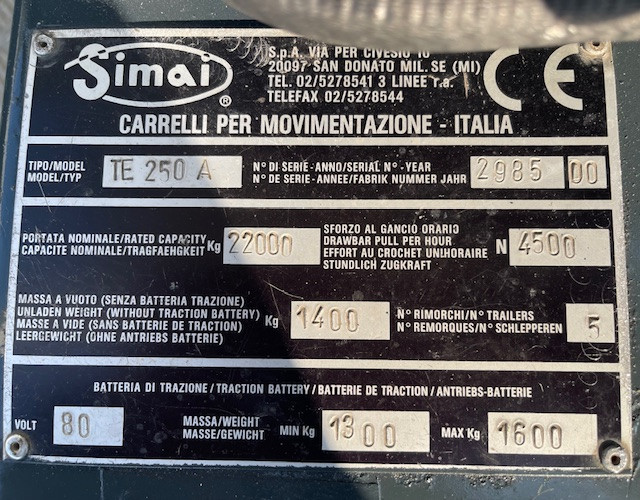 Simai ®
S.p.A. VIA PER CIVESIO 10
20097 SAN DONATO MIL. SE (MI)
TEL. 02/5278541 3 LINEE r.a.
TELEFAX 02/5278544
CE
CARRELLI PER MOVIMENTAZIONE - ITALIA
TIPO/MODEL
MODEL/TYP
TE 250 A
N° DI SERIE-ANNO/SERIAL N°-YEAR
N° DE SERIE-ANNEE/FABRIK NUMMER JAHR
2985 00
PORTATA NOMINALE/RATED CAPACITY
CAPACITE NOMINALE/TRAGFAEHGKEIT
Kg 22000
SFORZO AL GANCIO ORARIO
DRAWBAR PULL PER HOUR
EFFORT AU CROCHET UNIHORAIRE
STUNDLICH ZUGKRAFT
N 4500
MASSA A VUOTO (SENZA BATTERIA TRAZIONE)
UNLADEN WEIGHT (WITHOUT TRACTION BATTERY)
MASSE A VIDE (SANS BATTERIE DE TRACTION)
LEERGEWICHT (OHNE ANTRIEBS BATTERIE)
Kg 1400
N° RIMORCHI/N° TRAILERS
N° REMORQUES/N° SCHLEPPEREN
5
BATTERIA DI TRAZIONE/TRACTION BATTERY/BATTERIE DE TRACTION/ANTRIEBS-BATTERIE
VOLT 80
MASSA/WEIGHT
MASSE/GEWICHT
MIN Kg 1300
MAX Kg 1600